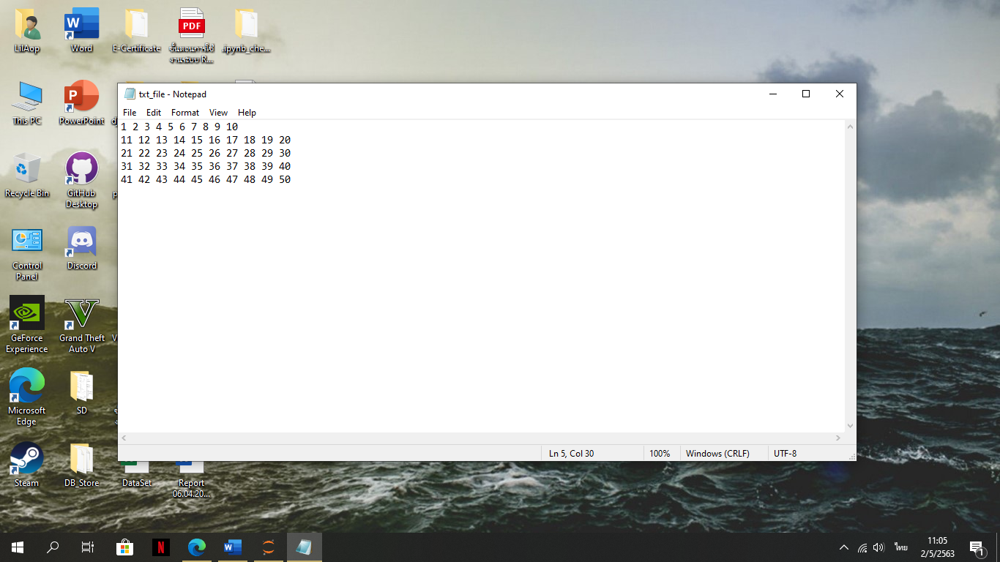 LilAop
Word
E-Certificate
PDF
ขั้นตอนการใช้
งานระบบ R...
.ipynb_che...
This PC
PowerPoint
Recycle Bin
GitHub
Desktop
Control
Panel
Discord
GeForce
Experience
Grand Theft
Auto V
Microsoft
Edge
SD
Steam
DB_Store
DataSet
Report
06.04.20...
txt_file - Notepad
File Edit Format View Help
1 2 3 4 5 6 7 8 9 10
11 12 13 14 15 16 17 18 19 20
21 22 23 24 25 26 27 28 29 30
31 32 33 34 35 36 37 38 39 40
41 42 43 44 45 46 47 48 49 50
Ln 5, Col 30 100% Windows (CRLF) UTF-8
ไทย
11:05
2/5/2563
1